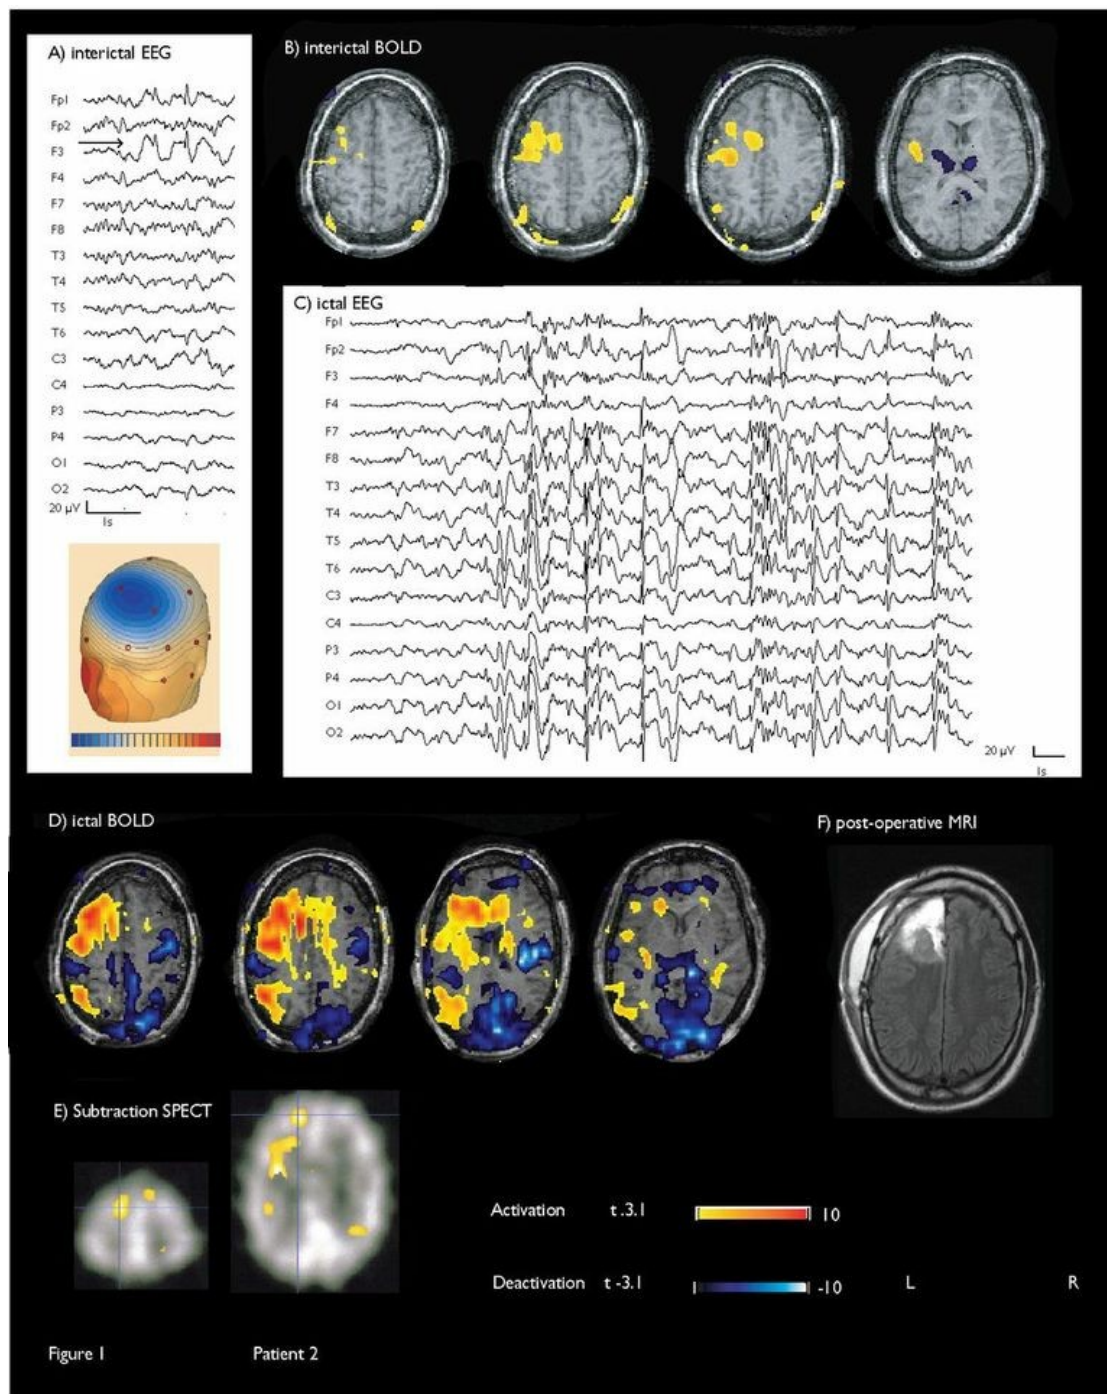 A) interictal EEG
Fp1
Fp2
F3
F4
F7
F8
T3
T4
T5
T6
C3
C4
P3
P4
O1
O2
20 µV
1s
B) interictal BOLD
C) ictal EEG
Fp1
Fp2
F3
F4
F7
F8
T3
T4
T5
T6
C3
C4
P3
P4
O1
O2
20 µV
1s
D) ictal BOLD
F) post-operative MRI
E) Subtraction SPECT
Activation t .3.1 10
Deactivation t -3.1 -10 L R
Figure 1 Patient 2